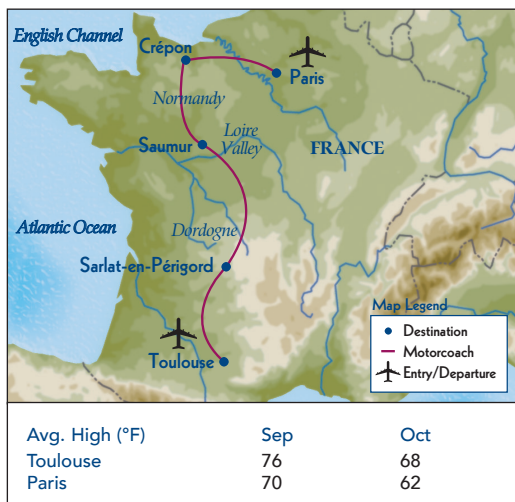 English Channel
Crépon
Paris
Normandy
Loire
Valley
Saumur
FRANCE
Atlantic Ocean
Dordogne
Sarlat-en-Périgord
Toulouse
Map Legend
Destination
Motorcoach
Entry/Departure
Avg. High (°F) Sep Oct
Toulouse 76 68
Paris 70 62